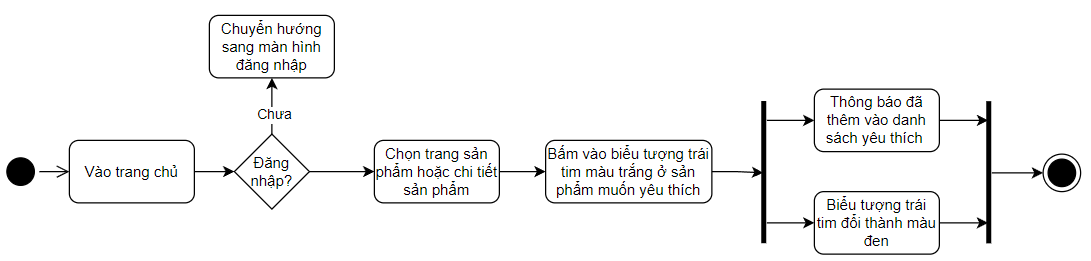 Chuyển hướng
sang màn hình
đăng nhập
Chưa
Vào trang chủ
Đăng
nhập?
Chọn trang sản
phẩm hoặc chi tiết
sản phẩm
Bấm vào biểu tượng trái
tim màu trắng ở sản
phẩm muốn yêu thích
Thông báo đã
thêm vào danh
sách yêu thích
Biểu tượng trái
tim đổi thành màu
đen